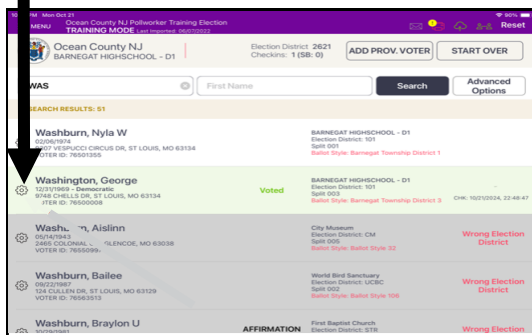 PM Mon Oct 21
90%
MENU
Ocean County NJ Pollworker Training Election
TRAINING MODE Last Imported: 06/07/2022
Reset
Ocean County NJ
BARNEGAT HIGHSCHOOL - D1
Election District 2621
Checkins: 1 (SB: 0)
ADD PROV. VOTER
START OVER
WAS
First Name
Search
Advanced Options
SEARCH RESULTS: 51
Washburn, Nyla W
02/06/1974
VESPUCCI CIRCUS DR, ST LOUIS, MO 63134
VOTER ID: 76501355
BARNEGAT HIGHSCHOOL - D1
Election District: 101
Split 001
Ballot Style: Barnegat Township District 1
Washington, George
12/31/1969 - Democratic
9748 CHELLS DR, ST LOUIS, MO 63134
VOTER ID: 76500008
Voted
BARNEGAT HIGHSCHOOL - D1
Election District: 101
Split 003
Ballot Style: Barnegat Township District 3
CHK: 10/21/2024, 22:48:47
Aislinn
05/14/1943
2465 COLONIAL GLENCOE, MO 63038
VOTER ID: 7655099
City Museum
Election District: CM
Split 005
Ballot Style: Ballot Style 32
Wrong Election District
Washburn, Bailee
09/22/1987
124 CULLEN DR, ST LOUIS, MO 63129
VOTER ID: 76563513
World Bird Sanctuary
Election District: UCBC
Split 002
Ballot Style: Ballot Style 106
Wrong Election District
Washburn, Braylon U
10/29/1981
AFFIRMATION
First Baptist Church
Election District: STR
Wrong Election